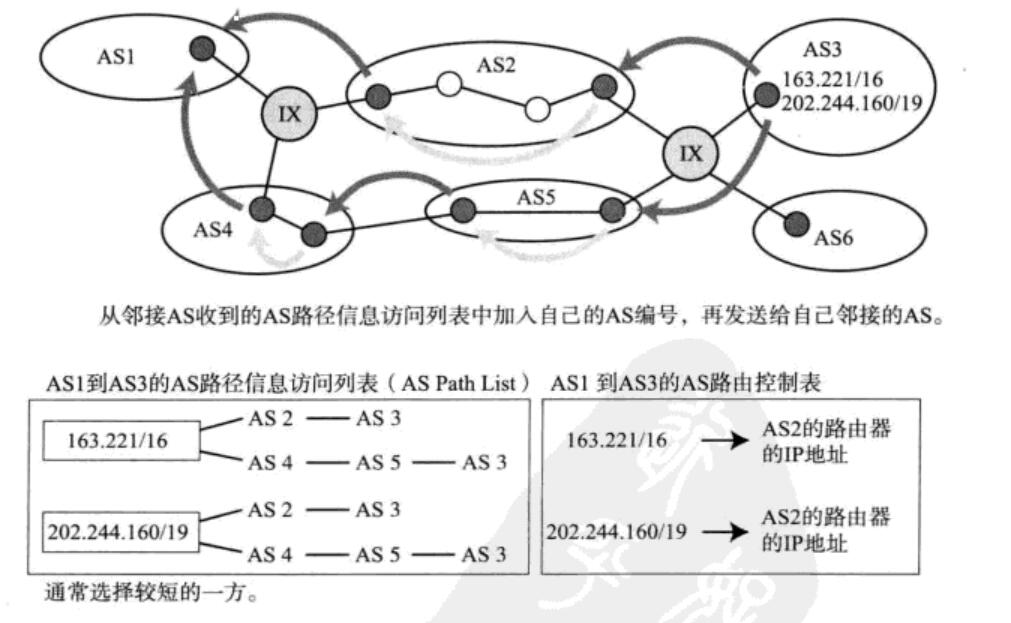 AS1
AS2
AS3
163.221/16
202.244.160/19
IX
IX
AS4
AS5
AS6
从邻接AS收到的AS路径信息访问列表中加入自己的AS编号，再发送给自己邻接的AS。
AS1到AS3的AS路径信息访问列表（AS Path List）
163.221/16
AS 2 AS 3
AS 4 AS 5 AS 3
202.244.160/19
AS 2 AS 3
AS 4 AS 5 AS 3
通常选择较短的一方。
AS1 到AS3的AS路由控制表
163.221/16
AS2的路由器
的IP地址
202.244.160/19
AS2的路由器
的IP地址